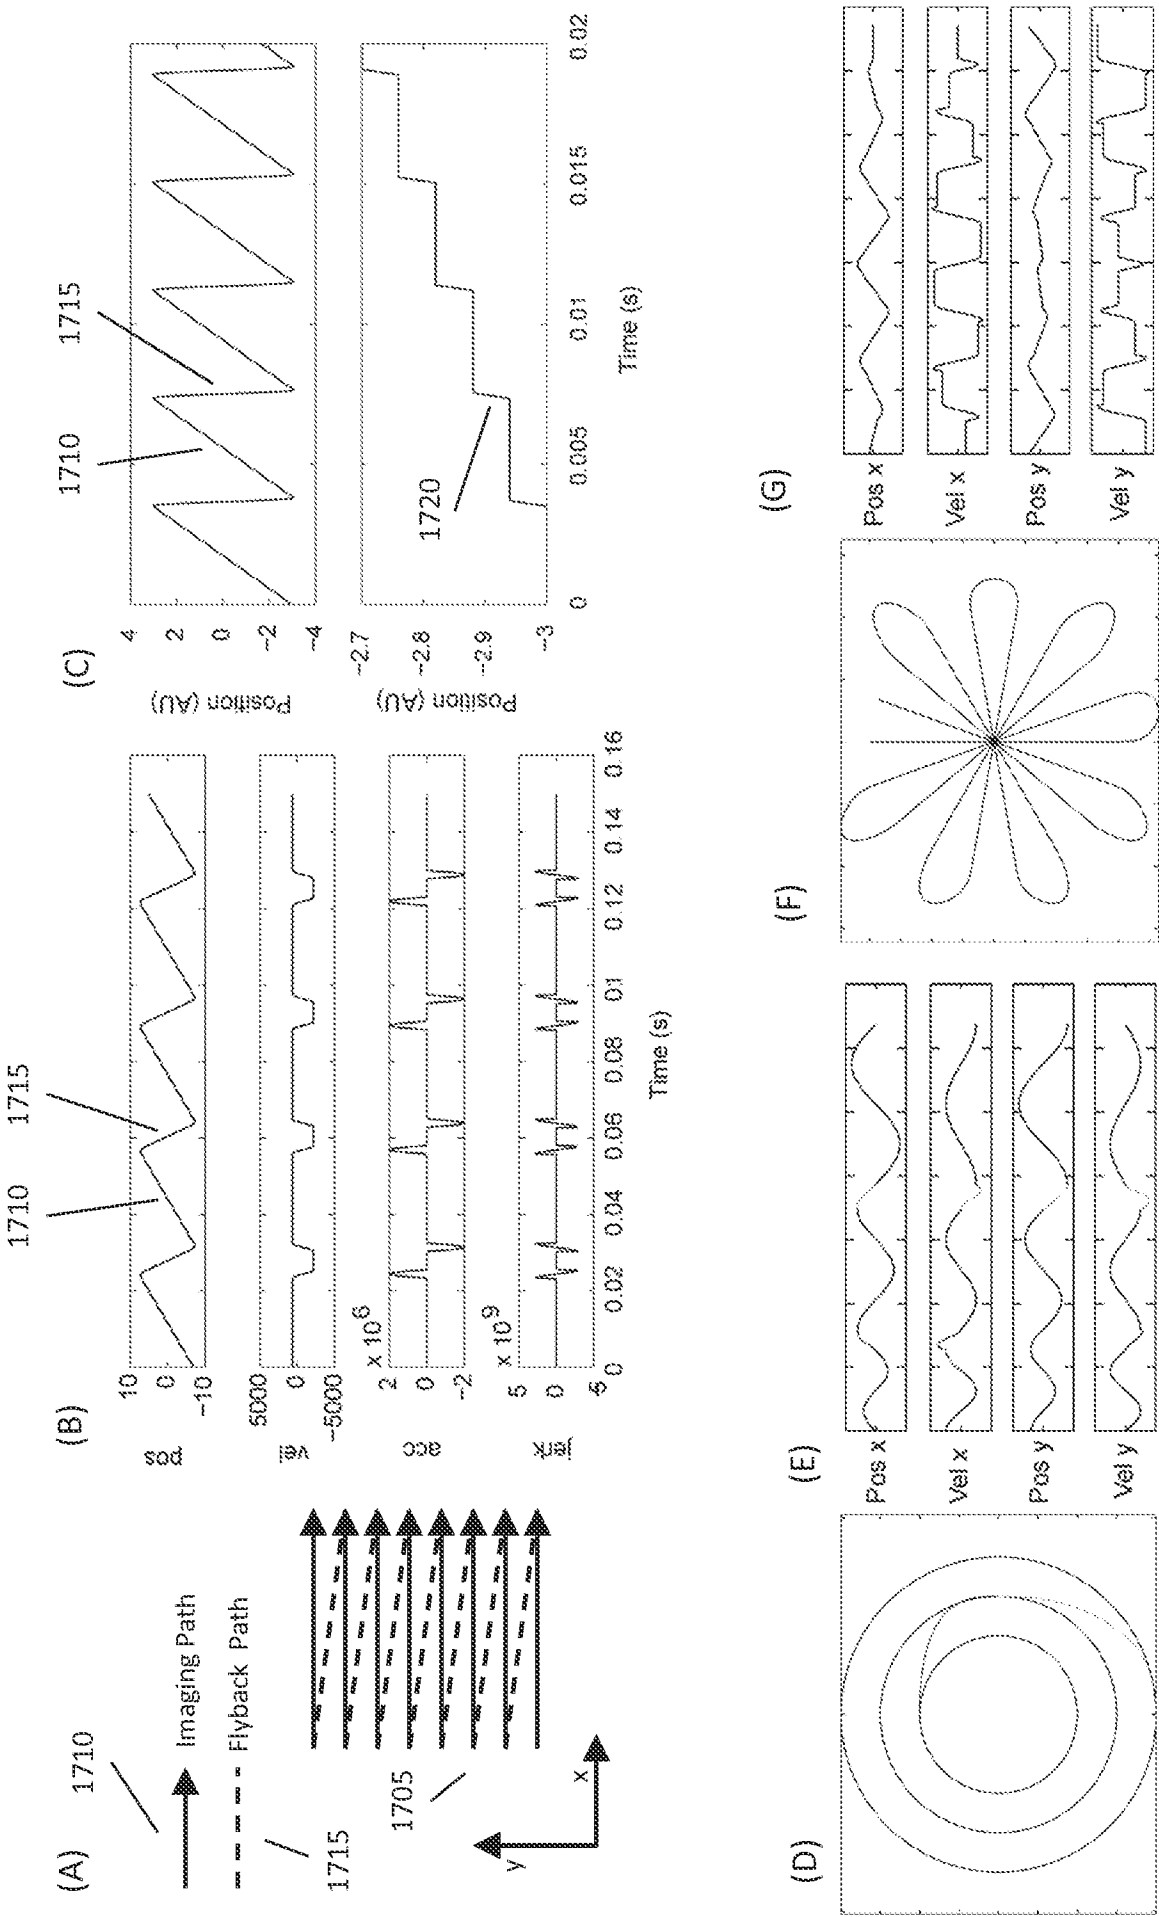 (A)
1710
Imaging Path
Flyback Path
1715
1705
y
x
(B)
1710
1715
pos
10
0
−10
vel
5000
0
−5000
x 10^6
acc
2
0
−2
x 10^9
jerk
5
0
0
0.02
0.04
0.06
0.08
0.12
0.14
0.16
Time (s)
(C)
1710
1715
Position (AU)
4
2
0
−2
−4
1720
Position (AU)
−2.7
−2.8
−2.9
−3
0
0.005
0.01
0.015
0.02
Time (s)
(D)
(E)
Pos x
Vel x
Pos y
Vel y
(F)
(G)
Pos x
Vel x
Pos y
Vel y